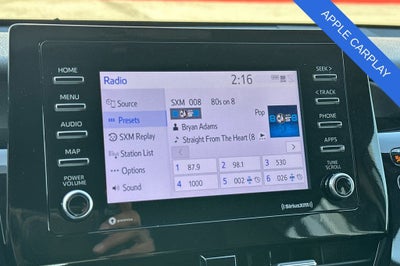 APPLE CARPLAY
HOME
MENU
AUDIO
MAP
POWER
VOLUME
Radio
2:16
Source
Presets
SXM Replay
Station List
Options
Sound
SXM 008 80s on 8
Pop
Bryan Adams
Straight From The Heart (8
1 87.9
2 98.1
3 530
4 1000
5 002
6 026
SEEK >
< TRACK
PHONE
APPS
TUNE
SCROLL
SiriusXM